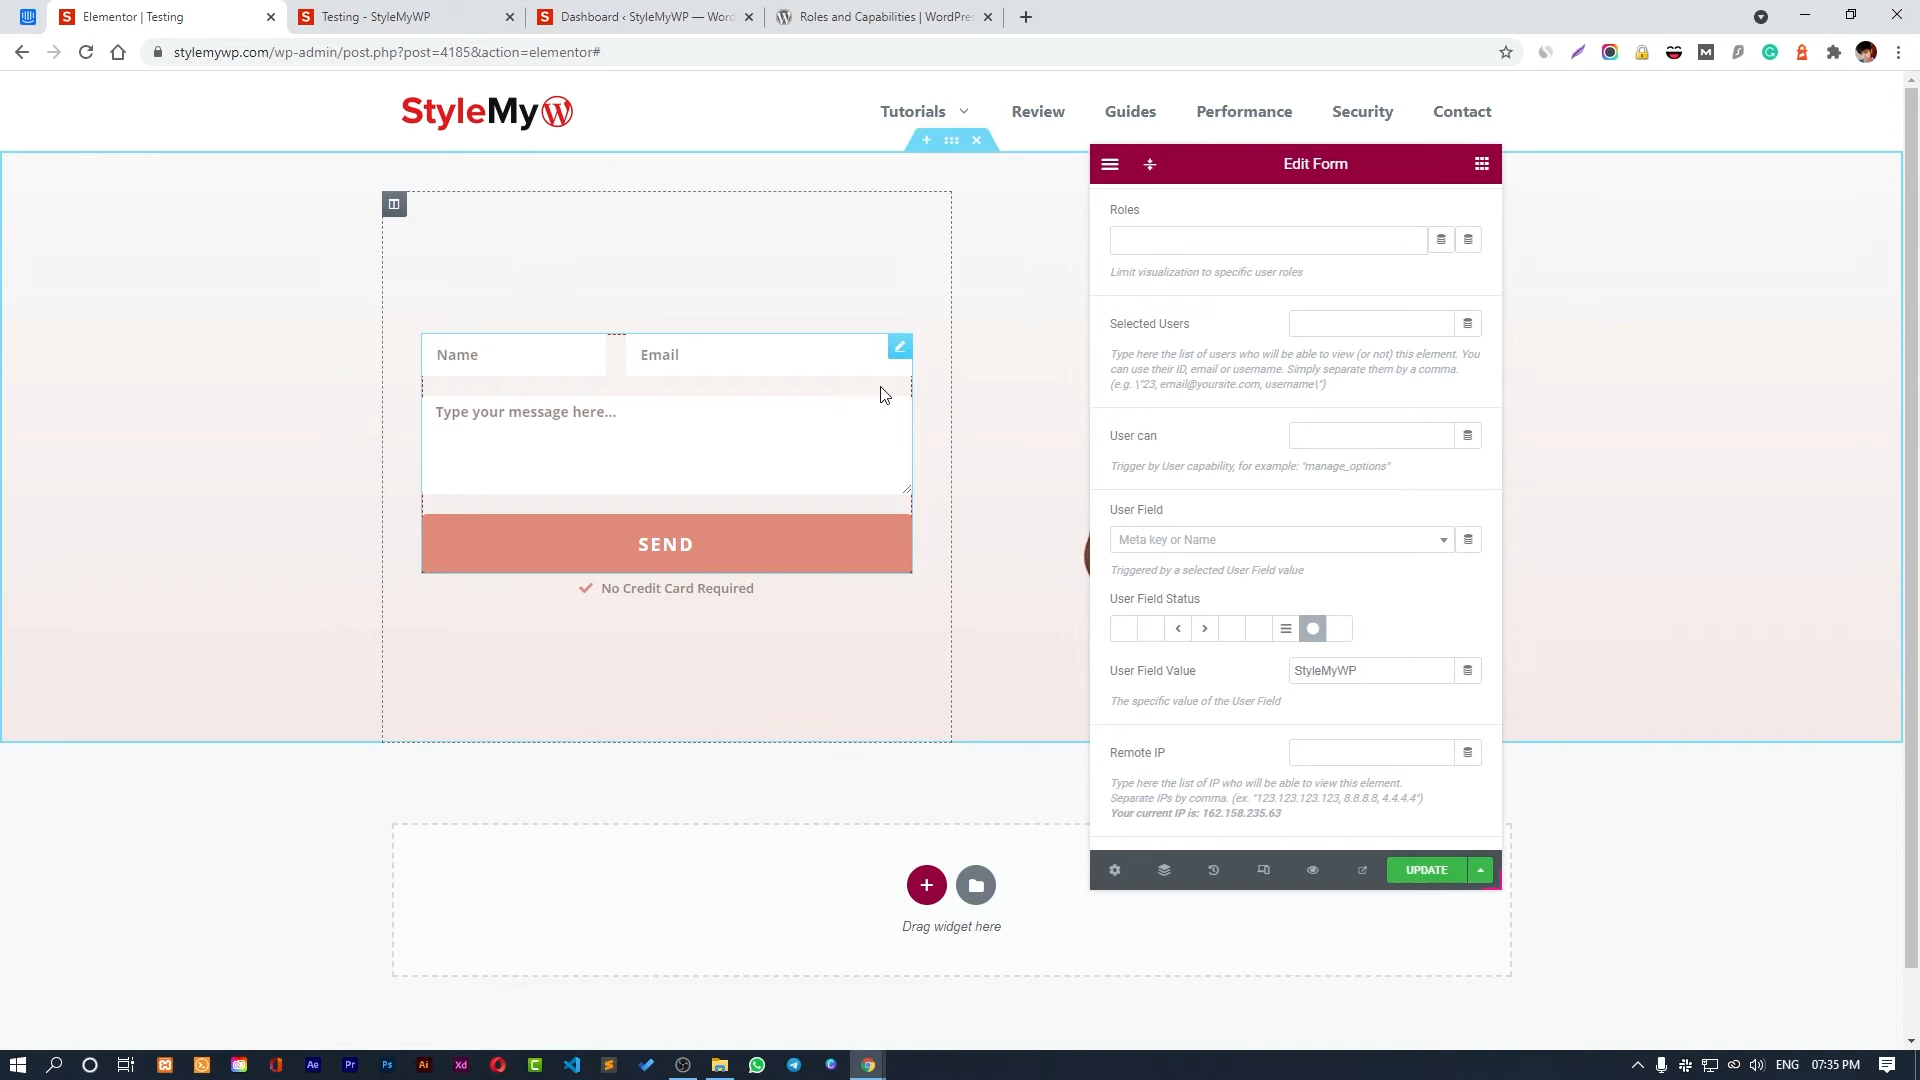 Elementor | Testing
Testing - StyleMyWP
Dashboard ‹ StyleMyWP — Word
Roles and Capabilities | WordPre
stylemywp.com/wp-admin/post.php?post=4185&action=elementor#
StyleMyW
Tutorials
Review
Guides
Performance
Security
Contact
Edit Form
Roles
Limit visualization to specific user roles
Selected Users
Type here the list of users who will be able to view (or not) this element. You
can use their ID, email or username. Simply separate them by a comma.
(e.g. \"23, email@yoursite.com, username\")
User can
Trigger by User capability, for example: "manage_options"
User Field
Meta key or Name
Triggered by a selected User Field value
User Field Status
User Field Value
StyleMyWP
The specific value of the User Field
Remote IP
Type here the list of IP who will be able to view this element.
Separate IPs by comma. (ex. "123.123.123.123, 8.8.8.8, 4.4.4.4")
Your current IP is: 162.158.235.63
UPDATE
Name
Email
Type your message here...
SEND
No Credit Card Required
Drag widget here
Ae
Pr
Ps
Ai
Xd
ENG
07:35 PM